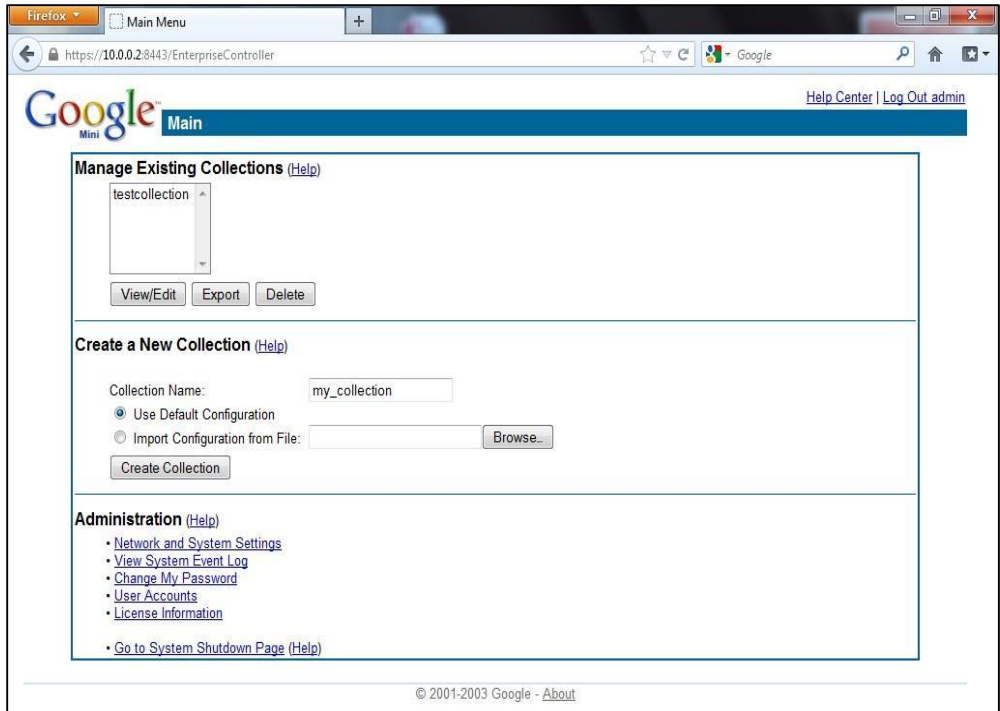 Firefox
Main Menu
https://10.0.0.2:8443/EnterpriseController
Google
Help Center | Log Out admin
Google™
Mini
Main
Manage Existing Collections (Help)
testcollection
View/Edit Export Delete
Create a New Collection (Help)
Collection Name: my_collection
Use Default Configuration
Import Configuration from File: Browse...
Create Collection
Administration (Help)
• Network and System Settings
• View System Event Log
• Change My Password
• User Accounts
• License Information
• Go to System Shutdown Page (Help)
© 2001-2003 Google - About